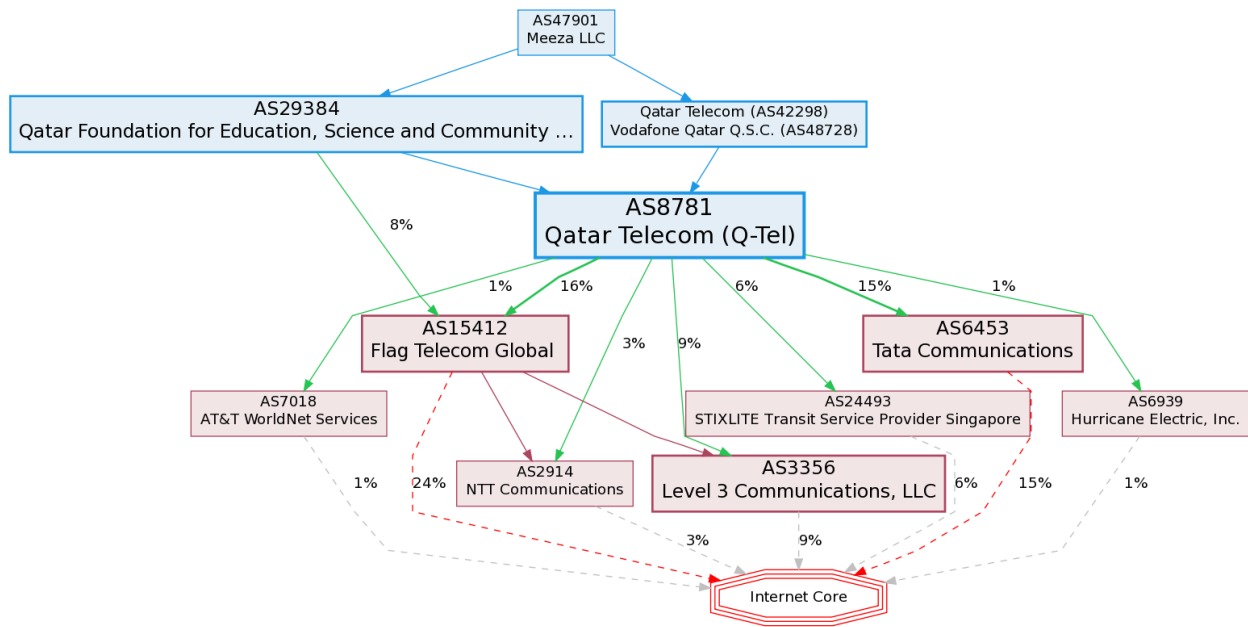 AS47901
Meeza LLC
AS29384
Qatar Foundation for Education, Science and Community ...
Qatar Telecom (AS42298)
Vodafone Qatar Q.S.C. (AS48728)
AS8781
Qatar Telecom (Q-Tel)
8%
1%
16%
3%
9%
6%
15%
1%
AS15412
Flag Telecom Global
AS6453
Tata Communications
AS7018
AT&T WorldNet Services
AS24493
STIXLITE Transit Service Provider Singapore
AS6939
Hurricane Electric, Inc.
AS2914
NTT Communications
AS3356
Level 3 Communications, LLC
1%
24%
6%
15%
1%
3%
9%
Internet Core